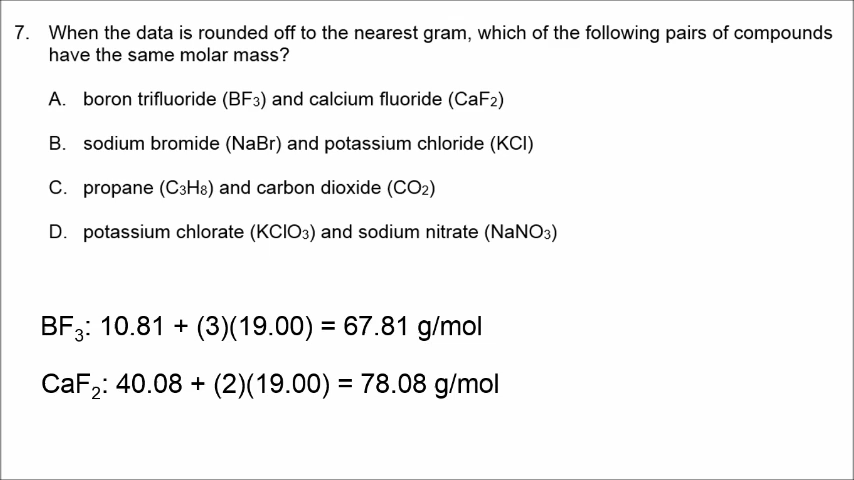 7. When the data is rounded off to the nearest gram, which of the following pairs of compounds
have the same molar mass?
A. boron trifluoride (BF₃) and calcium fluoride (CaF₂)
B. sodium bromide (NaBr) and potassium chloride (KCl)
C. propane (C₃H₈) and carbon dioxide (CO₂)
D. potassium chlorate (KClO₃) and sodium nitrate (NaNO₃)
BF₃: 10.81 + (3)(19.00) = 67.81 g/mol
CaF₂: 40.08 + (2)(19.00) = 78.08 g/mol